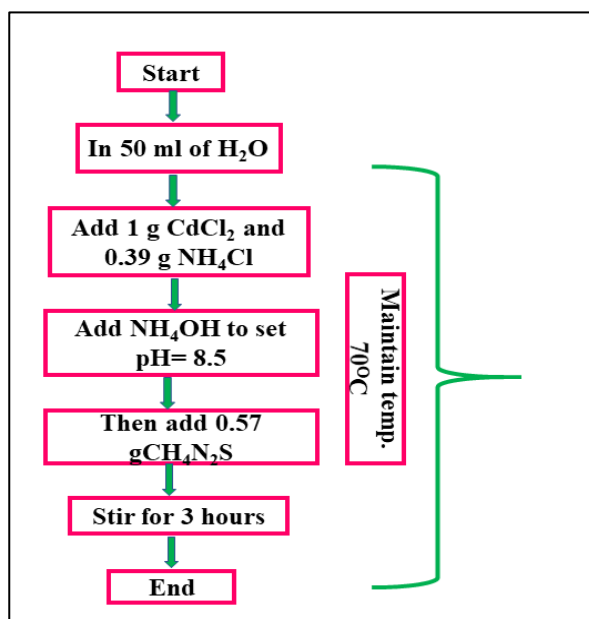 Start
In 50 ml of H₂O
Add 1 g CdCl₂ and
0.39 g NH₄Cl
Add NH₄OH to set
pH= 8.5
Then add 0.57
gCH₄N₂S
Stir for 3 hours
End
Maintain temp.
70⁰C